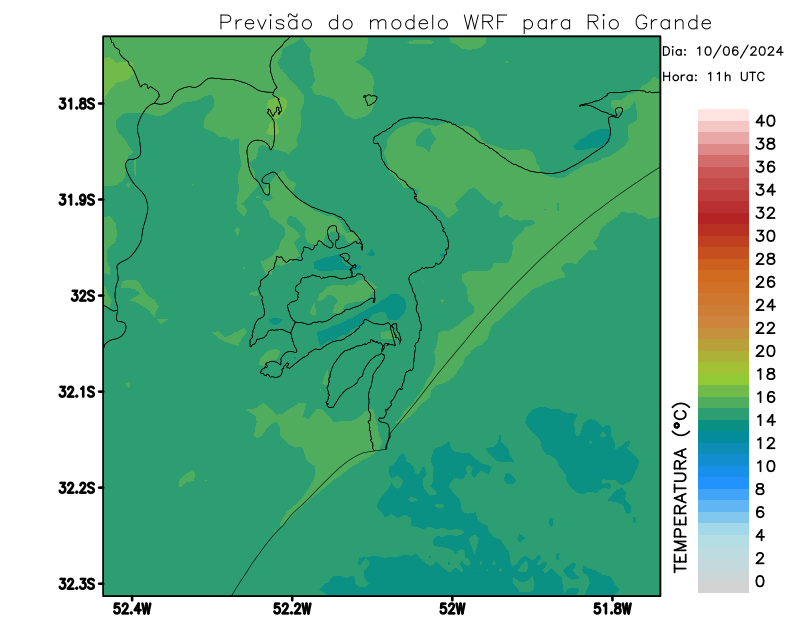 Previsão do modelo WRF para Rio Grande
Dia: 10/06/2024
Hora: 11h UTC
31.8S
31.9S
32S
32.1S
32.2S
32.3S
52.4W
52.2W
52W
51.8W
TEMPERATURA (°C)
40
38
36
34
32
30
28
26
24
22
20
18
16
14
12
10
8
6
4
2
0